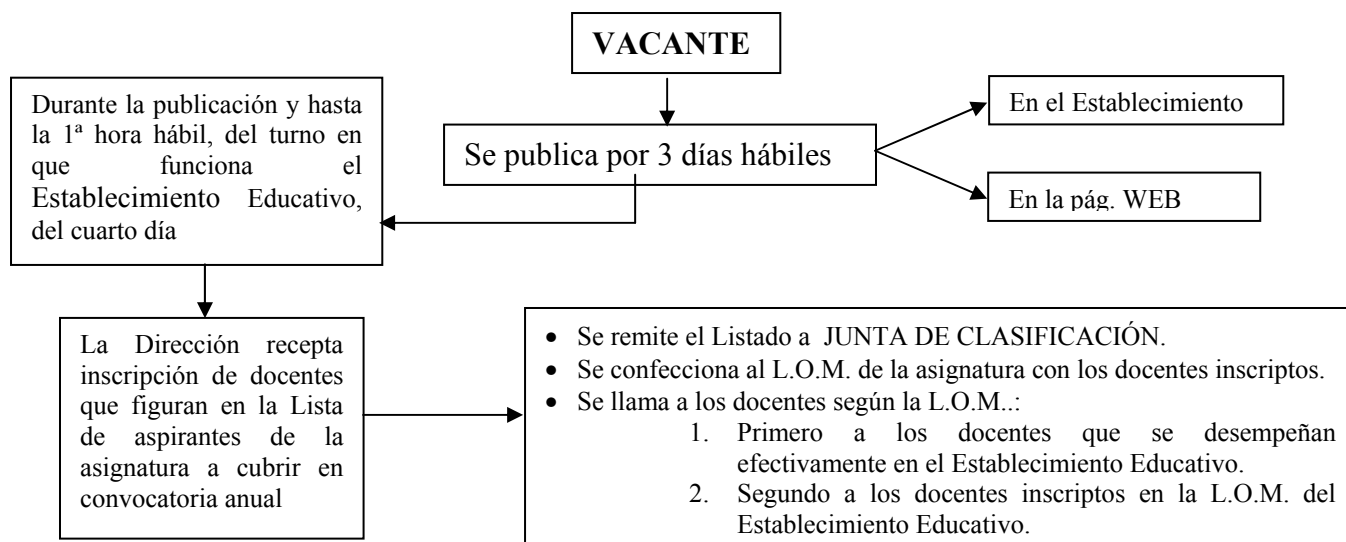 VACANTE
Se publica por 3 días hábiles
En el Establecimiento
En la pág. WEB
Durante la publicación y hasta
la 1ª hora hábil, del turno en
que funciona el
Establecimiento Educativo,
del cuarto día
La Dirección recepta
inscripción de docentes
que figuran en la Lista
de aspirantes de la
asignatura a cubrir en
convocatoria anual
• Se remite el Listado a JUNTA DE CLASIFICACIÓN.
• Se confecciona al L.O.M. de la asignatura con los docentes inscriptos.
• Se llama a los docentes según la L.O.M..:
1. Primero a los docentes que se desempeñan
efectivamente en el Establecimiento Educativo.
2. Segundo a los docentes inscriptos en la L.O.M. del
Establecimiento Educativo.